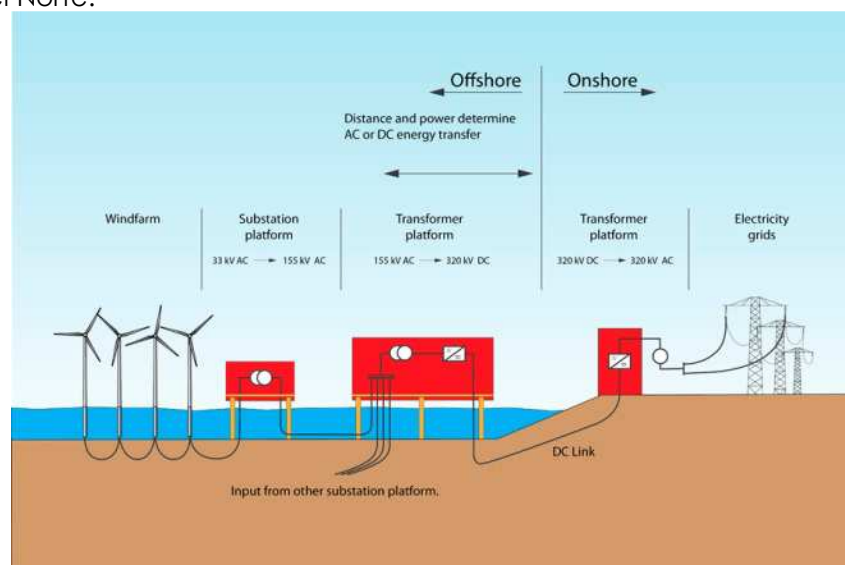 el Norte.
Offshore
Onshore
Distance and power determine
AC or DC energy transfer
Windfarm
Substation
platform
33 kV AC → 155 kV AC
Transformer
platform
155 kV AC → 320 kV DC
Transformer
platform
320 kV DC → 320 kV AC
Electricity
grids
DC Link
Input from other substation platform.